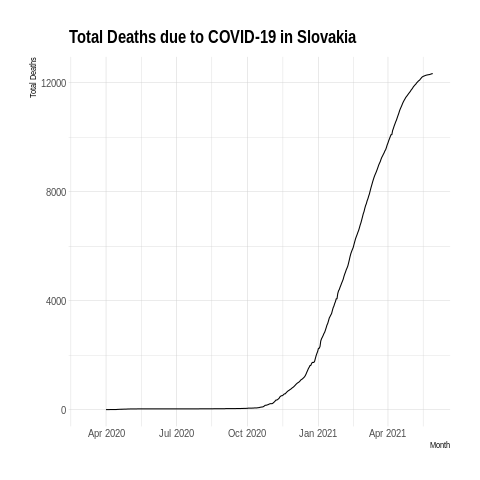 Total Deaths due to COVID-19 in Slovakia
Total Deaths
12000
8000
4000
0
Apr 2020 Jul 2020 Oct 2020 Jan 2021 Apr 2021
Month